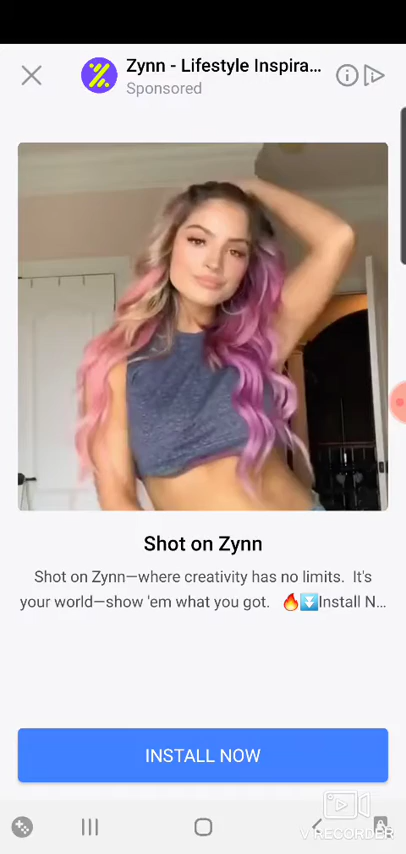 Zynn - Lifestyle Inspira...
Sponsored
Shot on Zynn
Shot on Zynn—where creativity has no limits. It's
your world—show 'em what you got. 🔥⏬Install N...
INSTALL NOW
V RECORDER